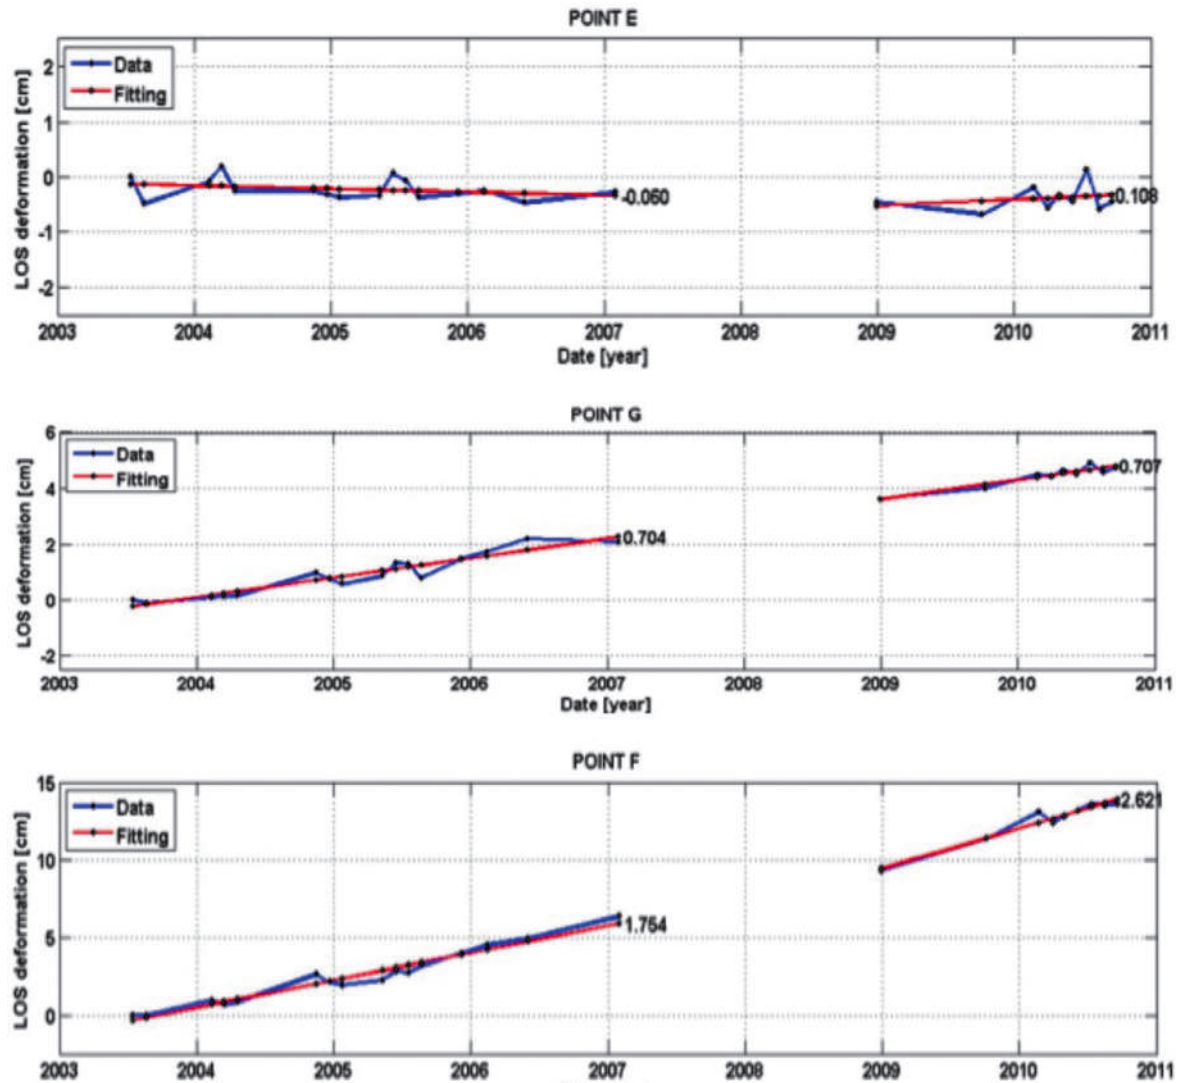 POINT E
LOS deformation [cm]
Data
Fitting
2
1
0
-1
-2
-0.060
0.108
2003 2004 2005 2006 2007 2008 2009 2010 2011
Date [year]
POINT G
LOS deformation [cm]
Data
Fitting
6
4
2
0
-2
0.704
0.707
2003 2004 2005 2006 2007 2008 2009 2010 2011
Date [year]
POINT F
LOS deformation [cm]
Data
Fitting
15
10
5
0
1.754
2.621
2003 2004 2005 2006 2007 2008 2009 2010 2011